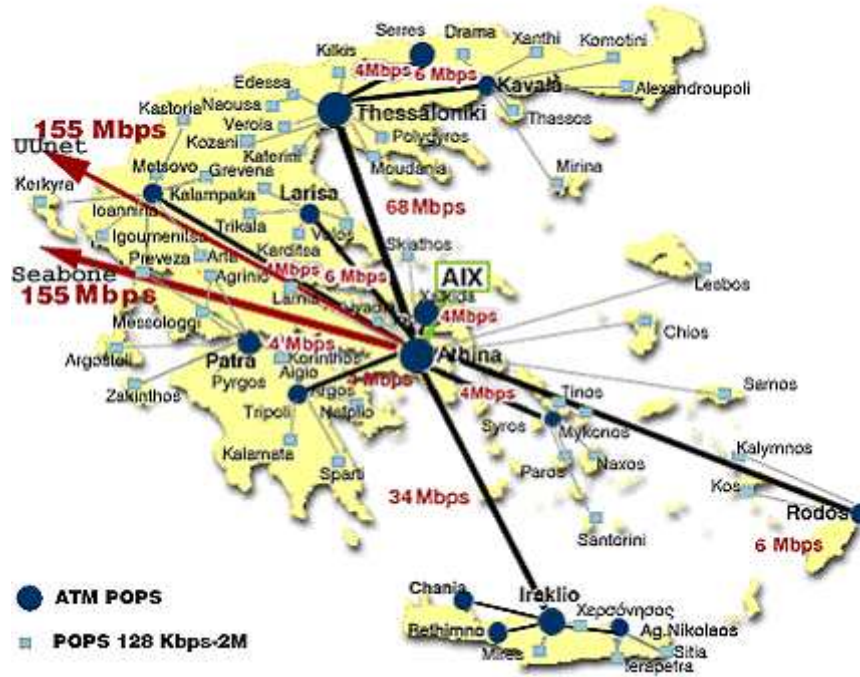 Serres
Drama
Xanthi
Komotini
Kilkis
4Mbps
6 Mbps
Kavala
Alexandroupoli
Edessa
Naousa
Thessaloniki
Thassos
Kastoria
Veroia
155 Mbps
UUnet
Kozani
Polygyros
Katerini
Moudania
Mirina
Metsovo
Grevena
Kerkyra
Kalampaka
Larisa
68 Mbps
Ioannina
Trikala
Volos
Igoumenitsa
Karditsa
Skiathos
Preveza
Arta
4Mbps
6 Mbps
AIX
Lesbos
Seabone
Agrinio
155 Mbps
Lamia
Xalkida
4Mbps
Messologgi
Chios
Argostoli
Patra
4 Mbps
Korinthos
Athina
Zakinthos
Pyrgos
Aigio
Argos
4Mbps
Tinos
Samos
Tripoli
Nafplio
Syros
Mykonos
Kalamata
Sparti
Paros
Naxos
Kalymnos
Kos
34 Mbps
Santorini
Rodos
6 Mbps
ATM POPS
POPS 128 Kbps-2M
Chania
Iraklio
Χερσόνησος
Rethimno
Ag.Nikolaos
Mires
Sitia
Ierapetra